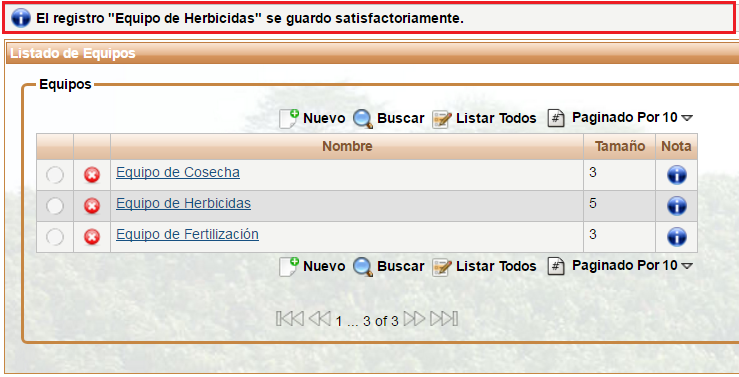 El registro "Equipo de Herbicidas" se guardo satisfactoriamente.
Listado de Equipos
Equipos
Nuevo Buscar Listar Todos # Paginado Por 10
Nombre Tamaño Nota
Equipo de Cosecha 3
Equipo de Herbicidas 5
Equipo de Fertilización 3
Nuevo Buscar Listar Todos # Paginado Por 10
1 ... 3 of 3